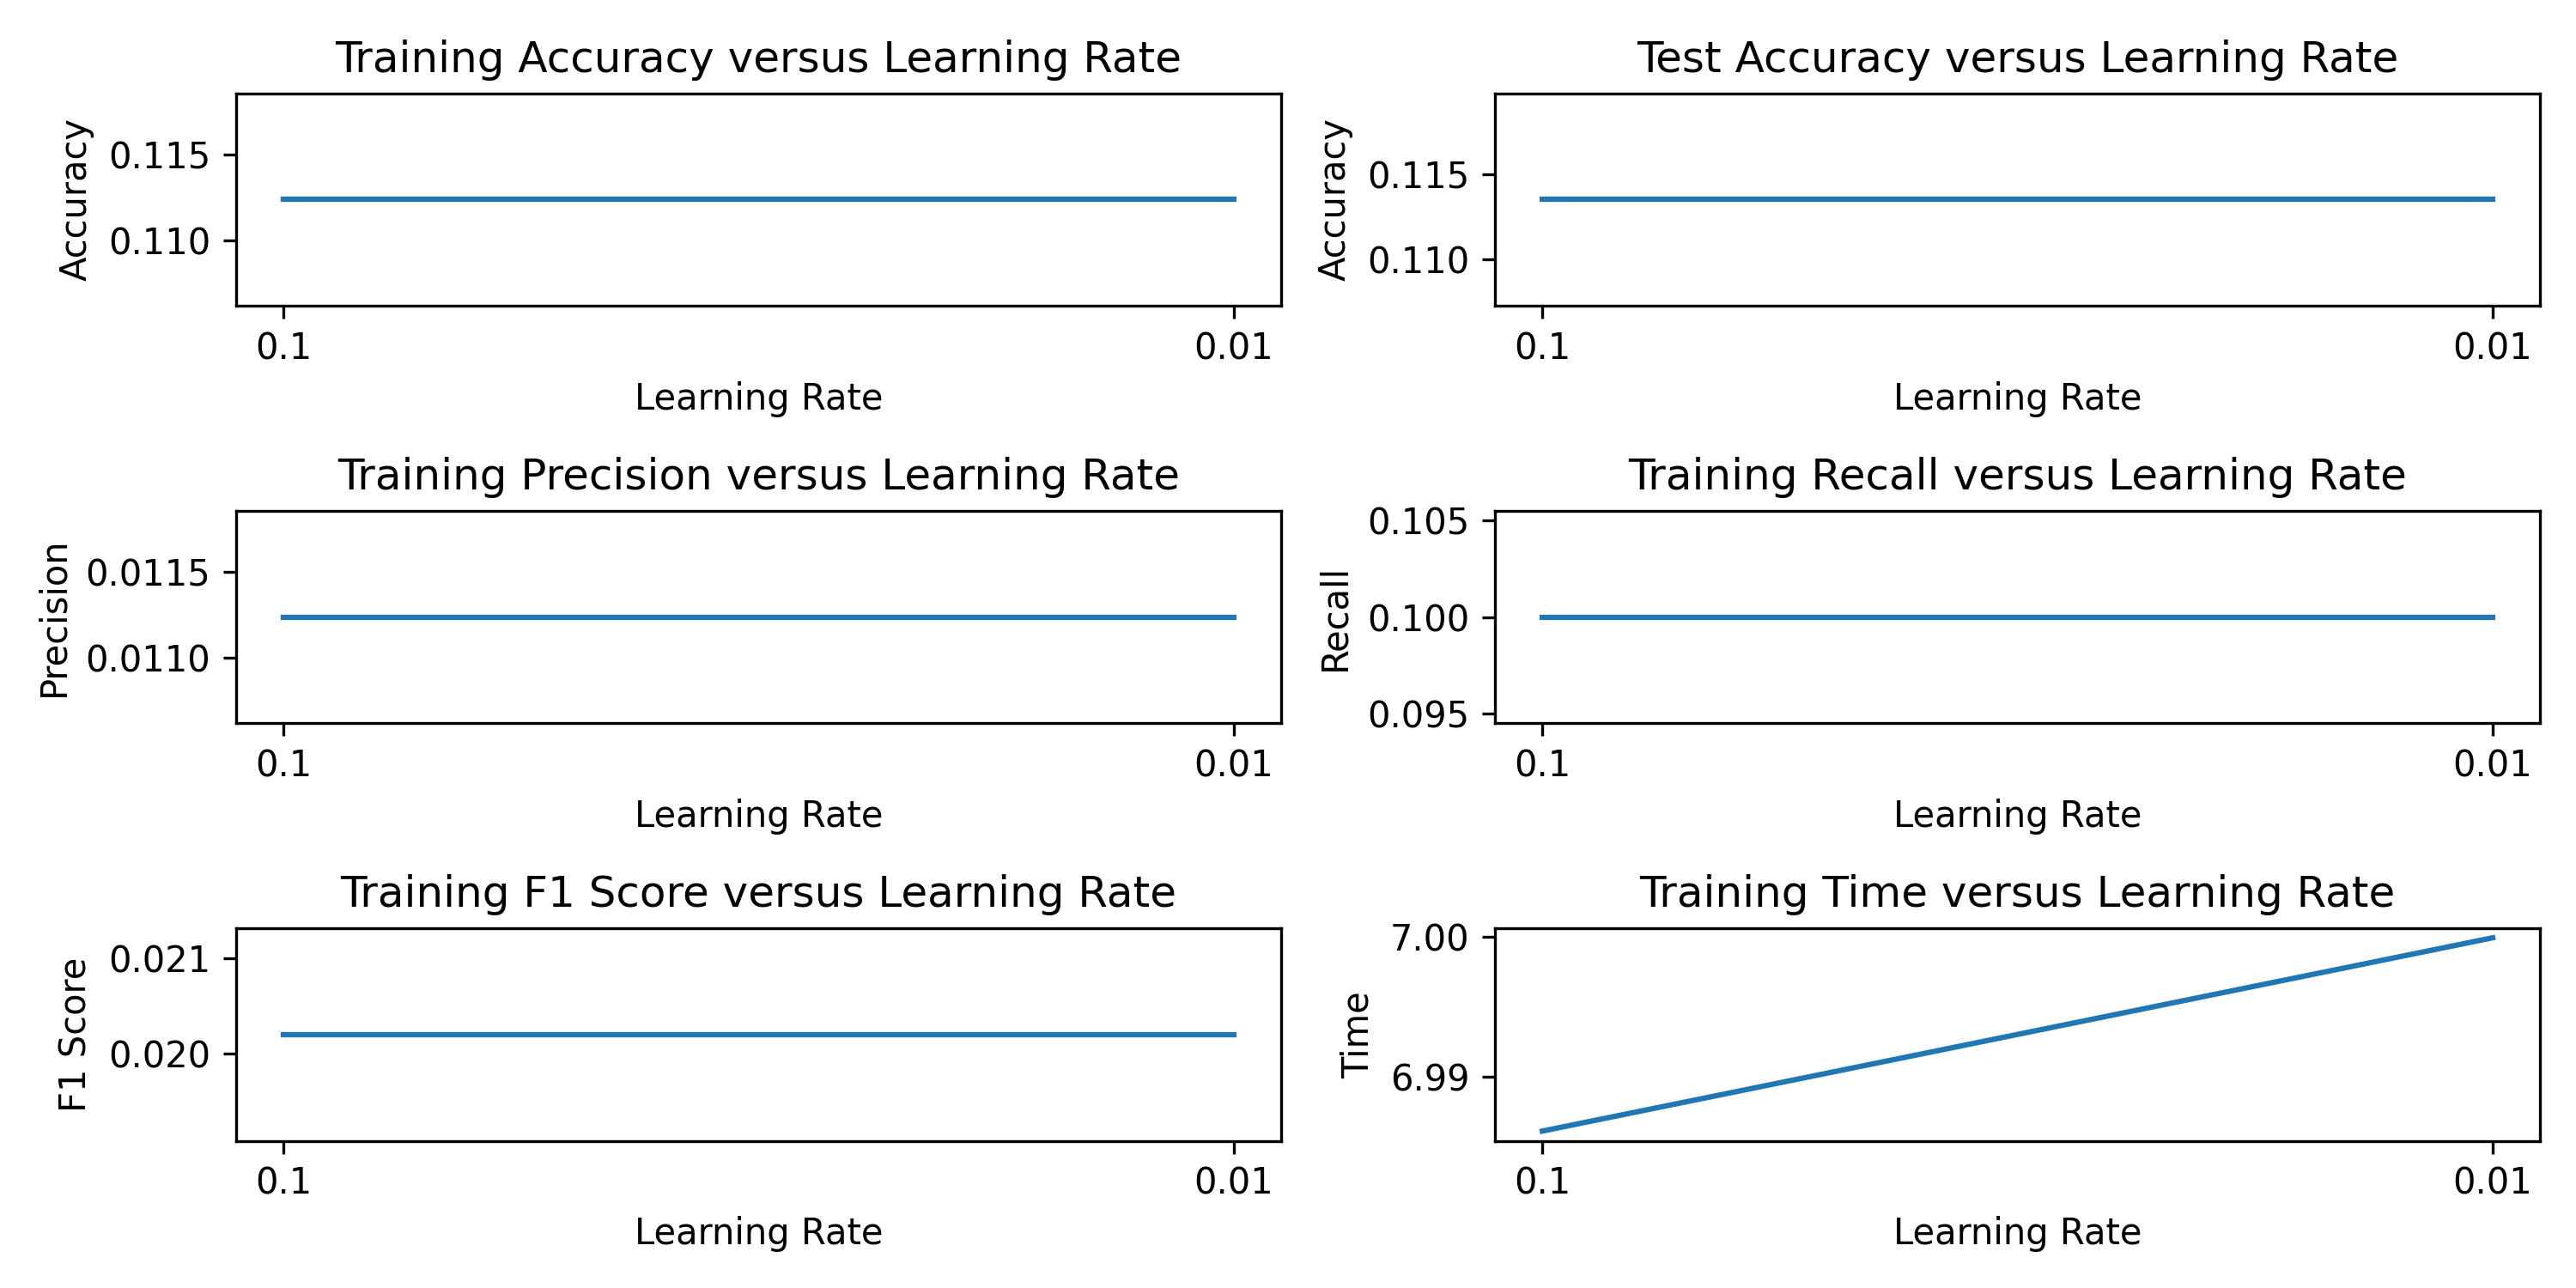 Training Accuracy versus Learning Rate
Accuracy
0.115
0.110
0.1
0.01
Learning Rate
Test Accuracy versus Learning Rate
Accuracy
0.115
0.110
0.1
0.01
Learning Rate
Training Precision versus Learning Rate
Precision
0.0115
0.0110
0.1
0.01
Learning Rate
Training Recall versus Learning Rate
Recall
0.105
0.100
0.095
0.1
0.01
Learning Rate
Training F1 Score versus Learning Rate
F1 Score
0.021
0.020
0.1
0.01
Learning Rate
Training Time versus Learning Rate
Time
7.00
6.99
0.1
0.01
Learning Rate